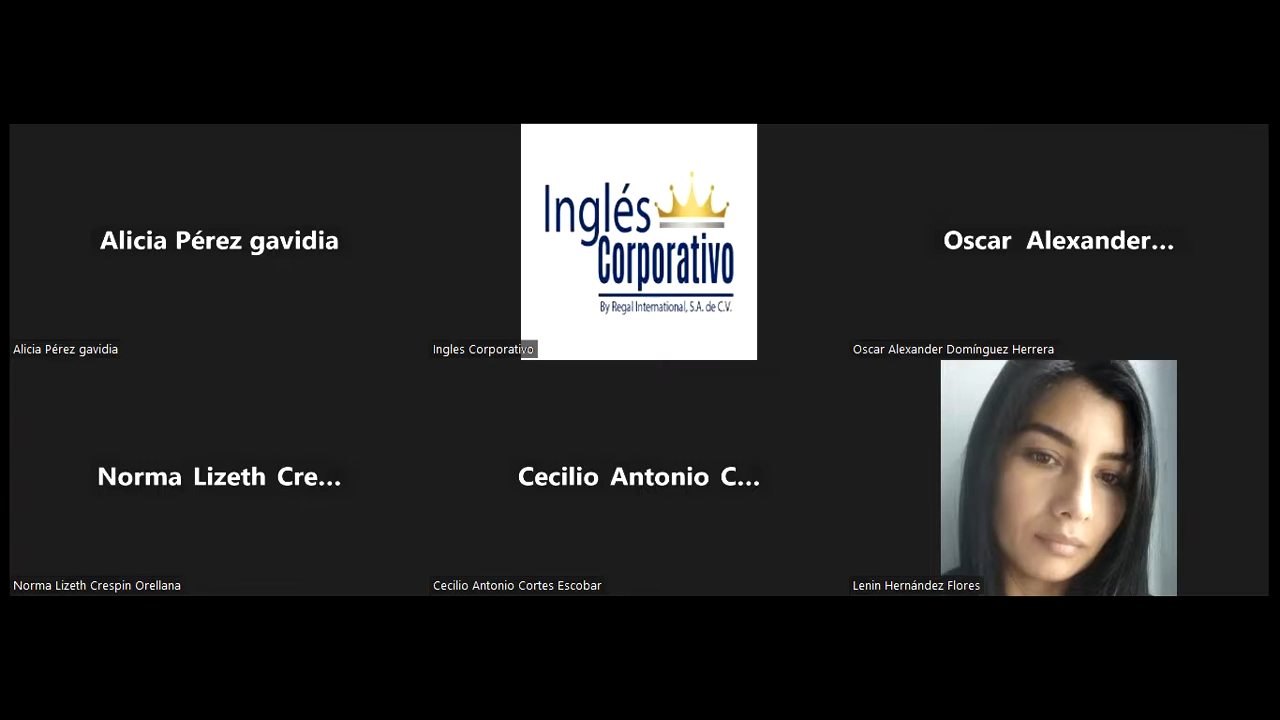 Alicia Pérez gavidia
Alicia Pérez gavidia
Inglés
Corporativo
By Regal International, S.A. de C.V.
Ingles Corporativo
Oscar Alexander...
Oscar Alexander Domínguez Herrera
Norma Lizeth Cre...
Norma Lizeth Crespin Orellana
Cecilio Antonio C...
Cecilio Antonio Cortes Escobar
Lenin Hernández Flores